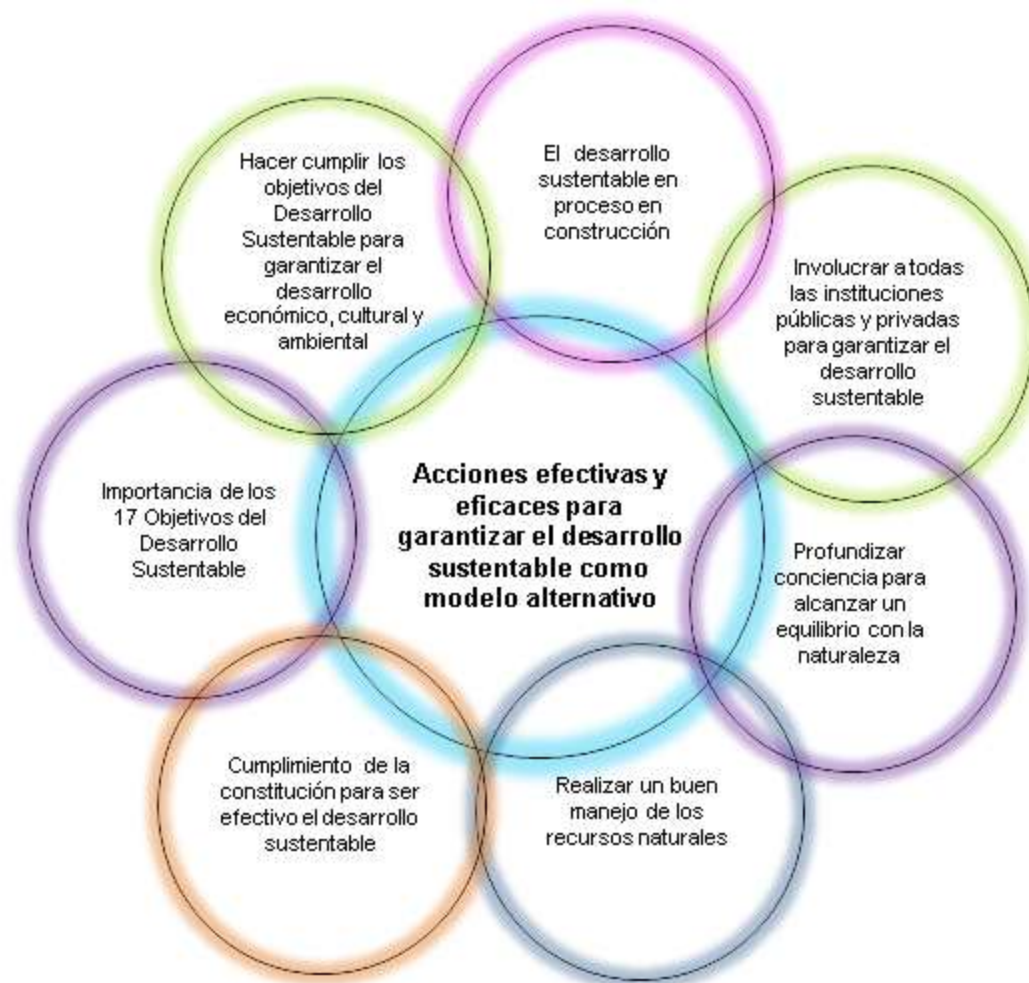 El desarrollo
sustentable en
proceso en
construcción
Involucrar a todas
las instituciones
públicas y privadas
para garantizar el
desarrollo
sustentable
Profundizar
conciencia para
alcanzar un
equilibrio con la
naturaleza
Realizar un buen
manejo de los
recursos naturales
Cumplimiento de la
constitución para ser
efectivo el desarrollo
sustentable
Importancia de los
17 Objetivos del
Desarrollo
Sustentable
Hacer cumplir los
objetivos del
Desarrollo
Sustentable para
garantizar el
desarrollo
económico, cultural y
ambiental
Acciones efectivas y
eficaces para
garantizar el desarrollo
sustentable como
modelo alternativo